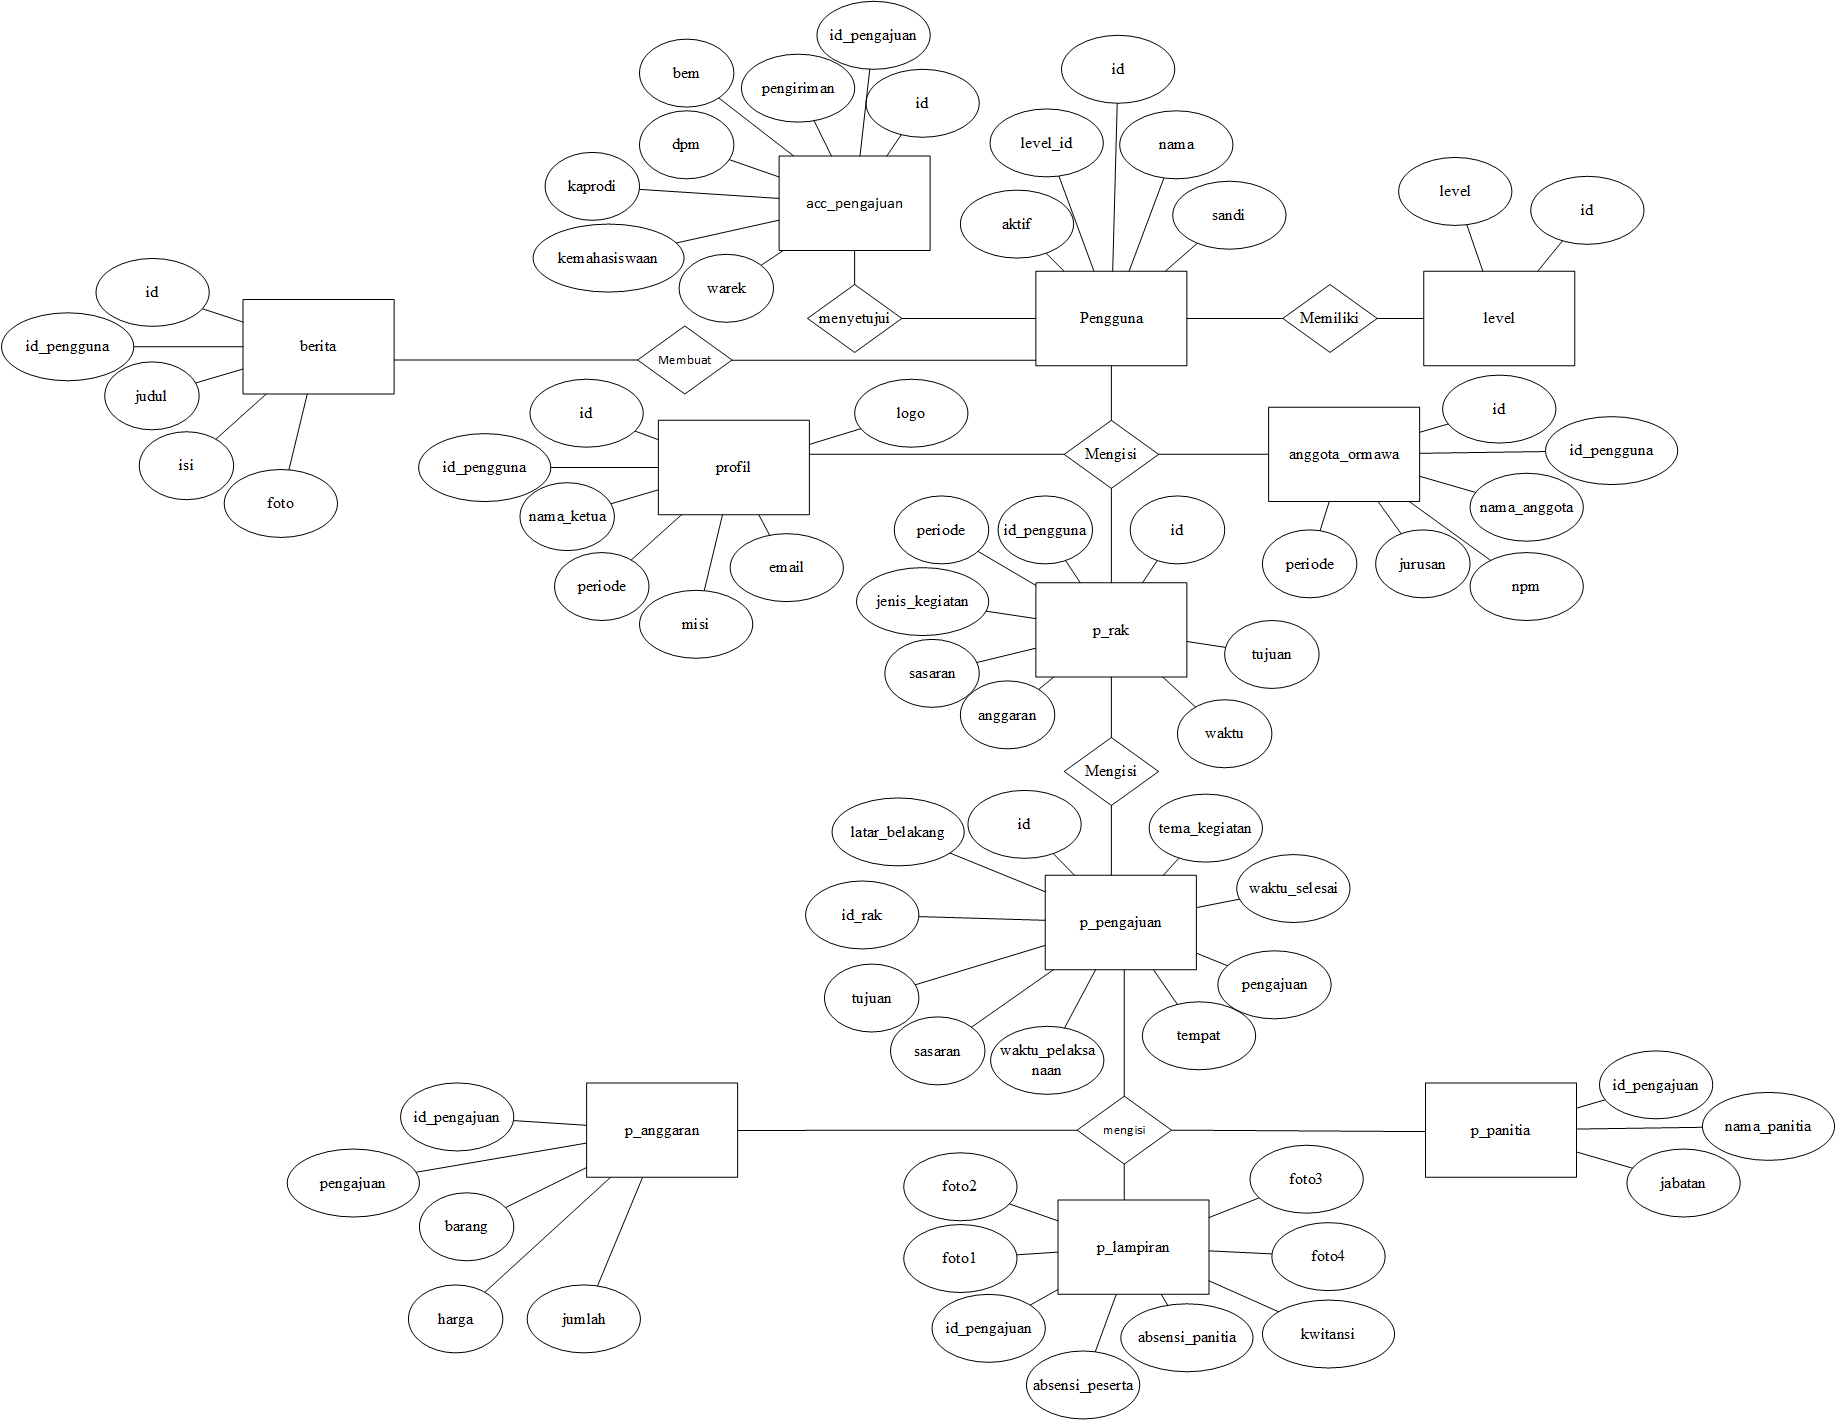 id_pengajuan
bem
pengiriman
id
id
level_id
nama
dpm
kaprodi
acc_pengajuan
aktif
sandi
level
id
kemahasiswaan
warek
menyetujui
Pengguna
Memiliki
level
id
id_pengguna
berita
judul
isi
foto
Membuat
id
logo
id_pengguna
profil
nama_ketua
periode
misi
email
Mengisi
anggota_ormawa
id
id_pengguna
nama_anggota
periode
jurusan
npm
periode
id_pengguna
id
jenis_kegiatan
p_rak
sasaran
anggaran
tujuan
waktu
Mengisi
latar_belakang
id
tema_kegiatan
id_rak
p_pengajuan
waktu_selesai
tujuan
pengajuan
sasaran
waktu_pelaksa
naan
tempat
id_pengajuan
p_anggaran
pengajuan
barang
harga
jumlah
mengisi
p_panitia
id_pengajuan
nama_panitia
jabatan
foto2
foto3
foto1
p_lampiran
foto4
id_pengajuan
absensi_panitia
kwitansi
absensi_peserta